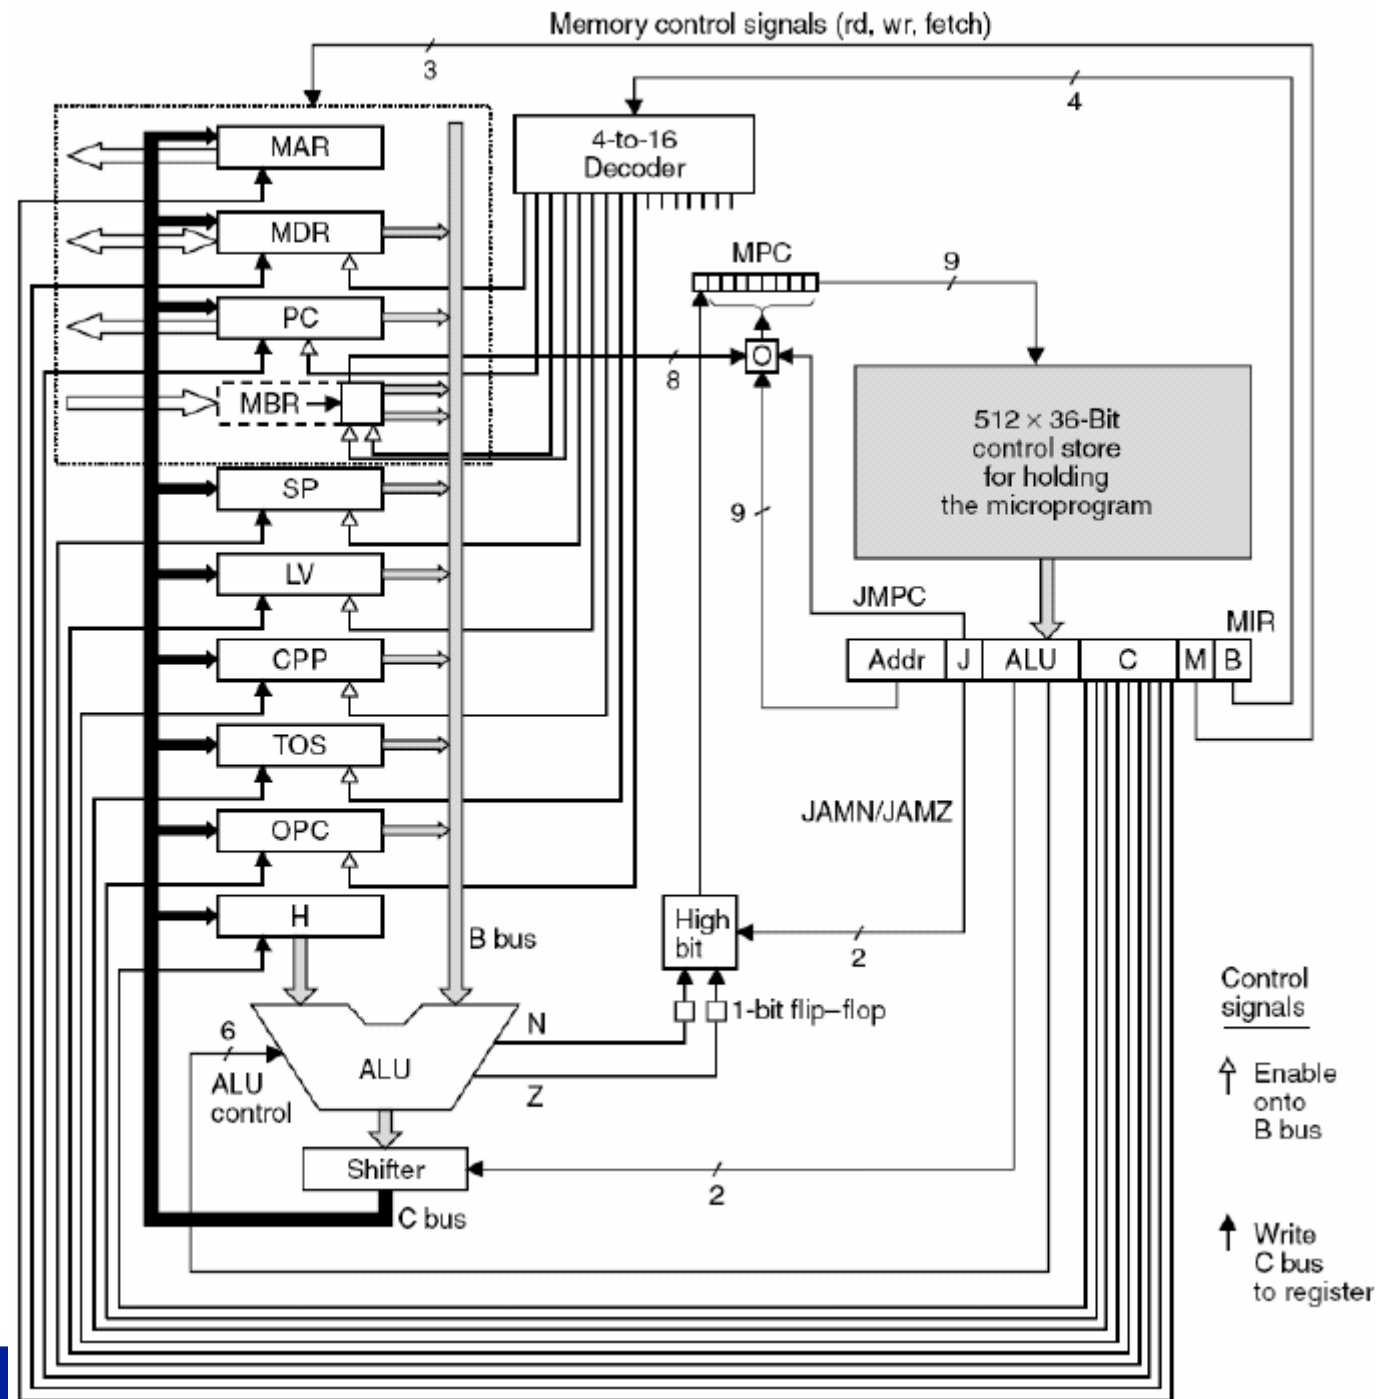 Memory control signals (rd, wr, fetch)
3
4
MAR
4-to-16
Decoder
MDR
MPC
9
PC
O
8
MBR
512 × 36-Bit
control store
for holding
the microprogram
SP
9
LV
JMPC
MIR
CPP
Addr
J
ALU
C
M
B
TOS
JAMN/JAMZ
OPC
H
High
bit
B bus
2
Control
signals
1-bit flip–flop
N
6
ALU
ALU
control
Z
Enable
onto
B bus
Shifter
2
C bus
Write
C bus
to register